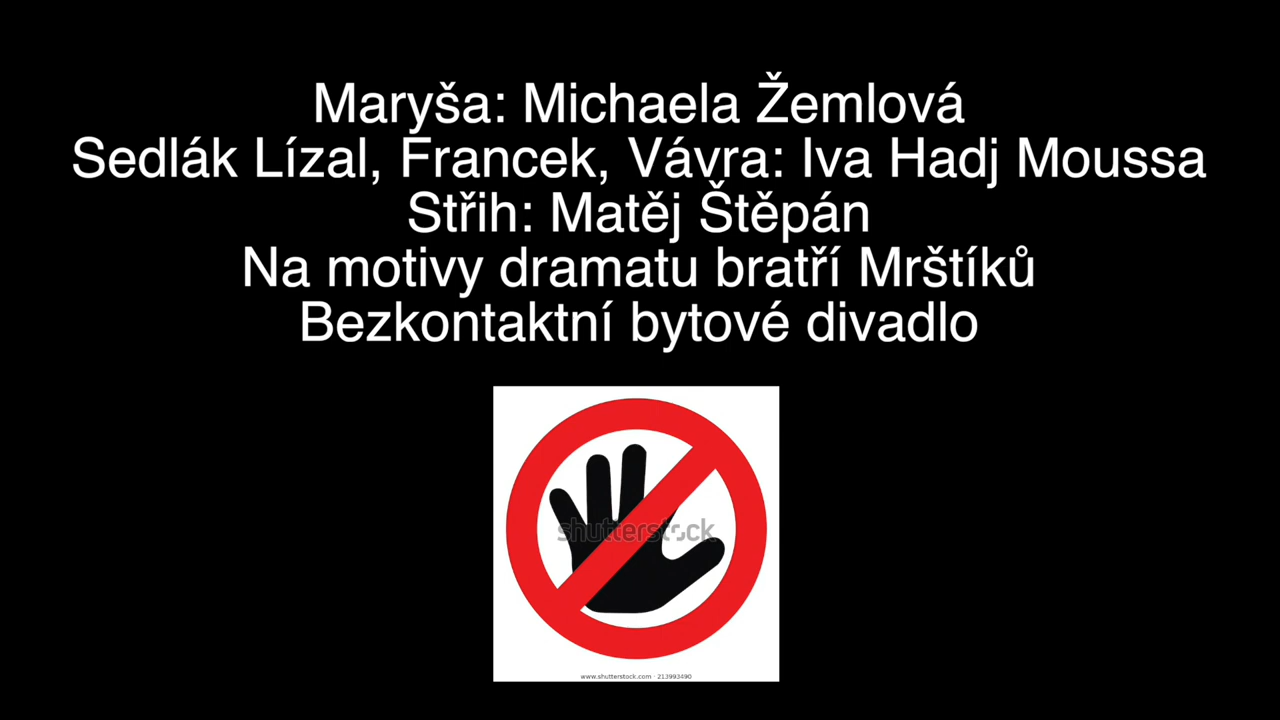 Maryša: Michaela Žemlová
Sedlák Lízal, Francek, Vávra: Iva Hadj Moussa
Střih: Matěj Štěpán
Na motivy dramatu bratří Mrštíků
Bezkontaktní bytové divadlo
shutterstock
www.shutterstock.com · 213993490